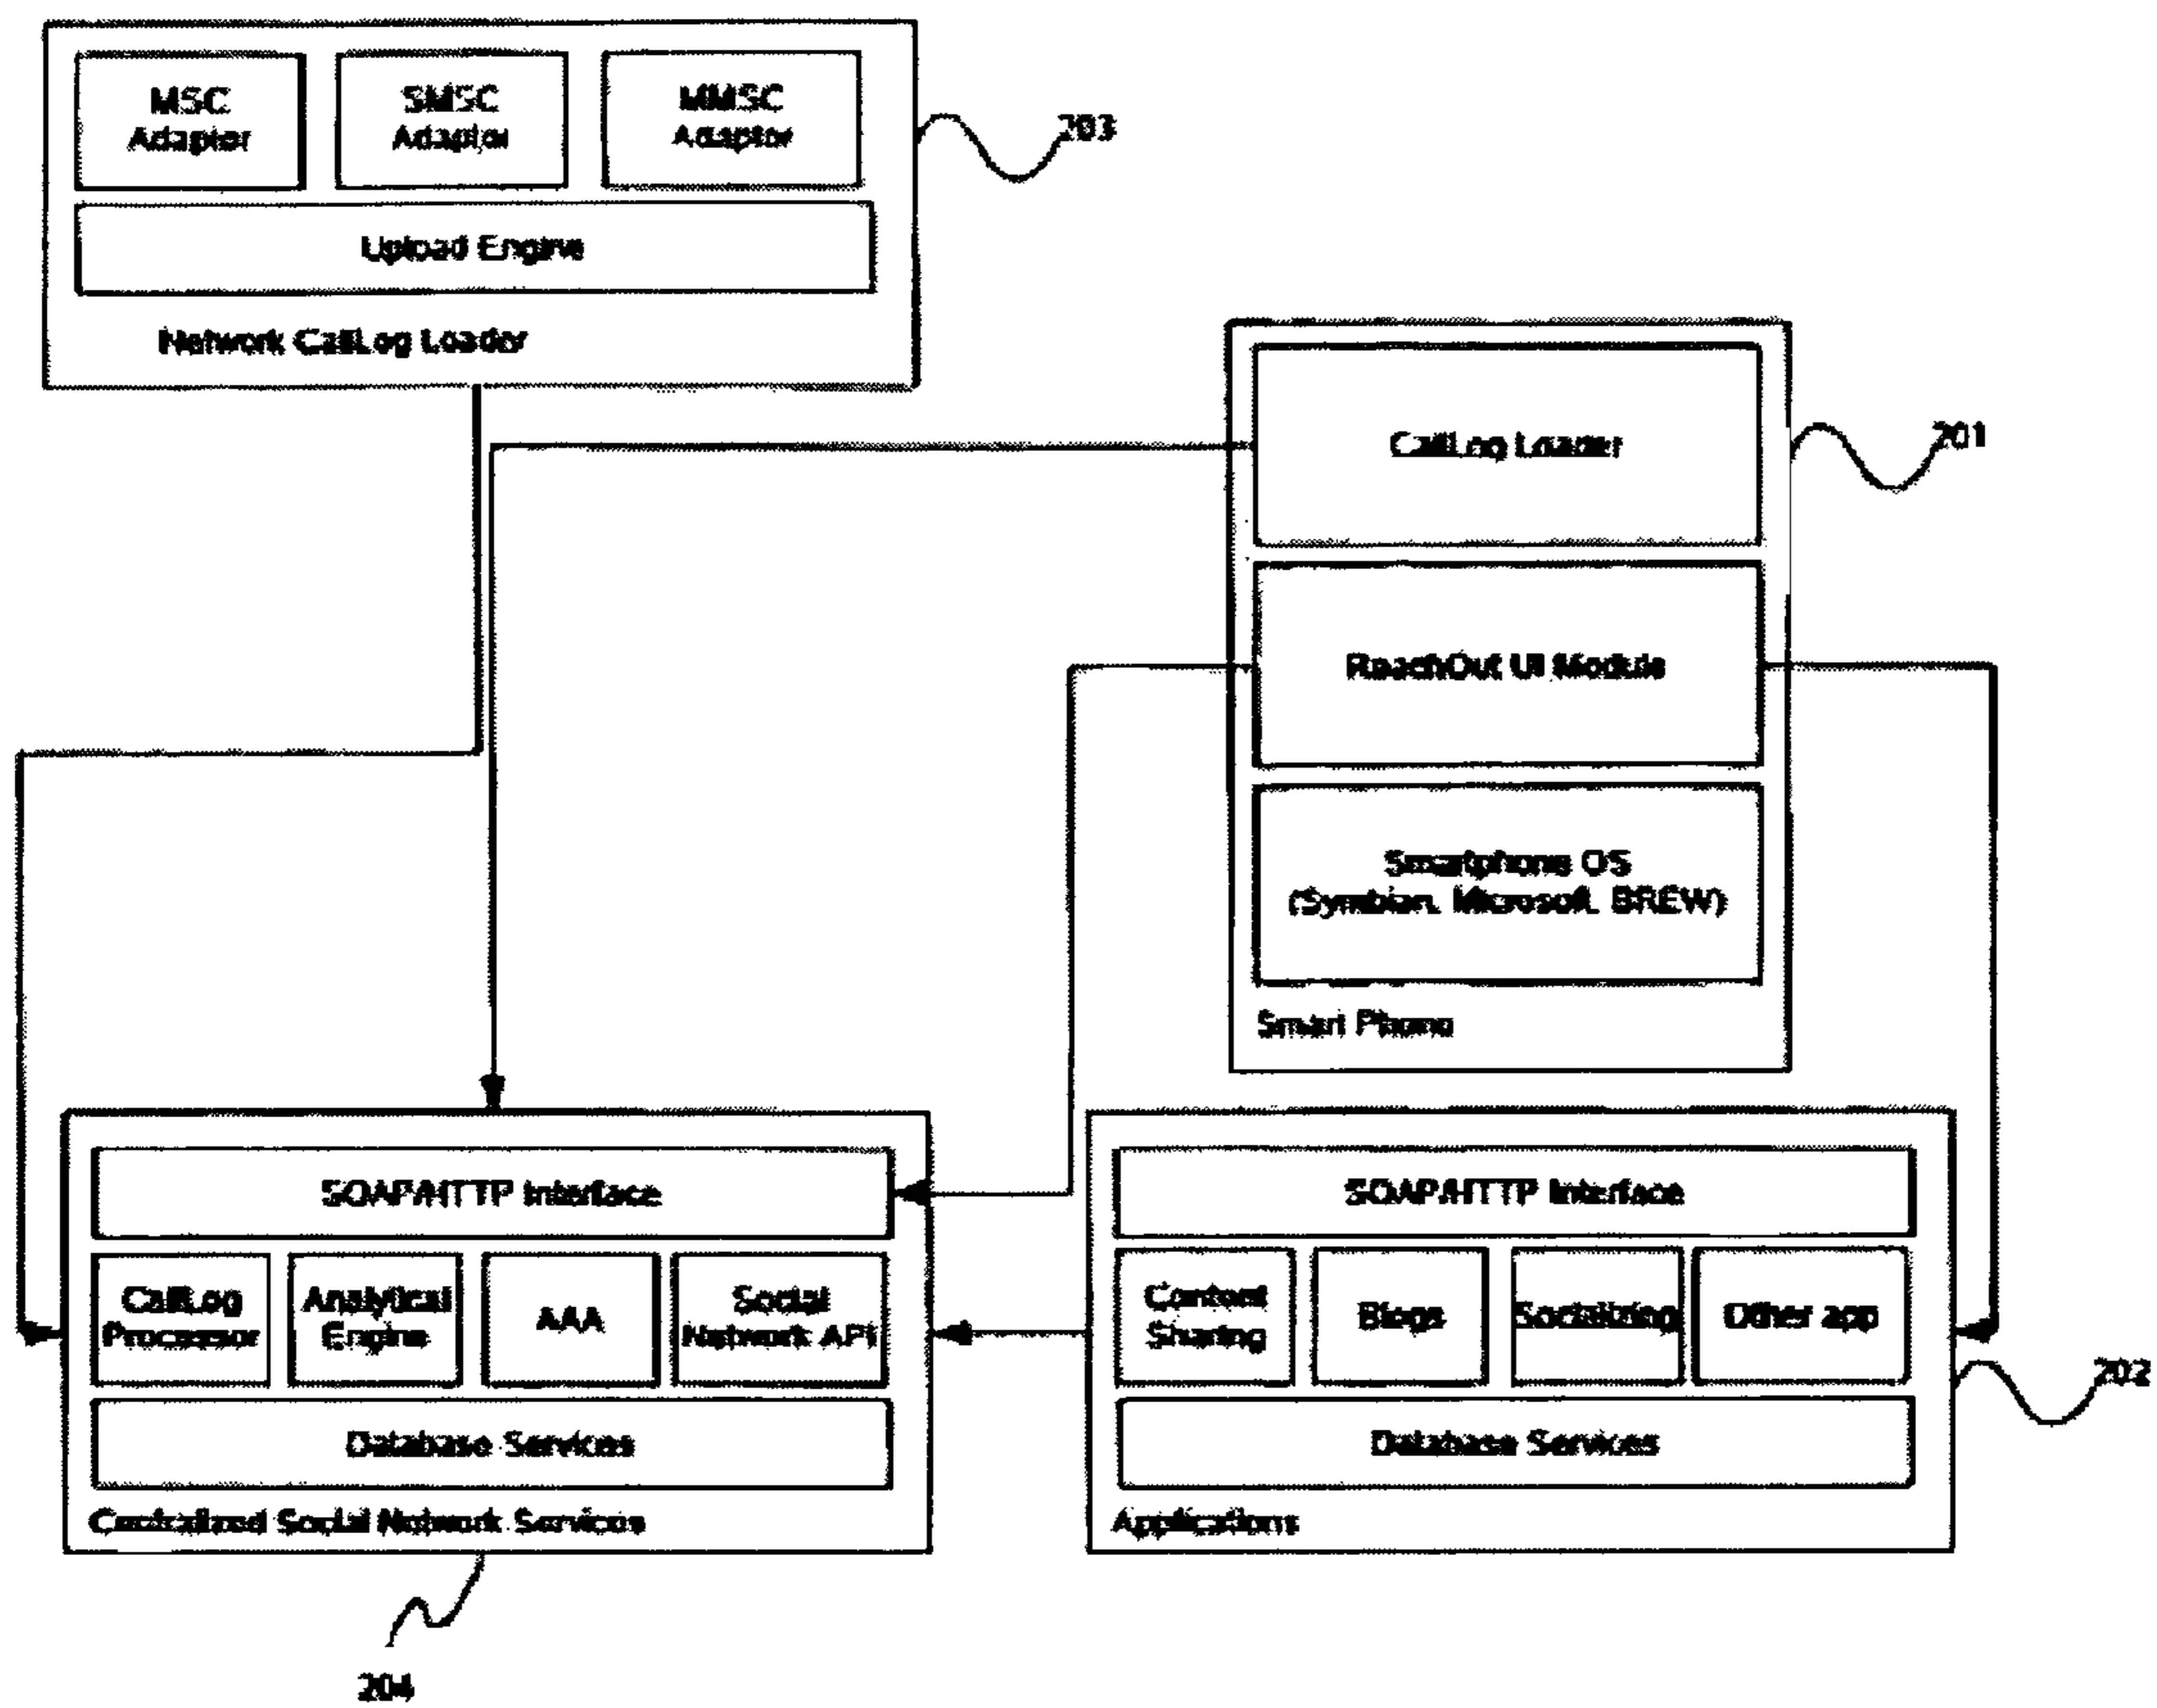 MSC
Adaptor
SMSC
Adaptor
MMSC
Adaptor
203
Upload Engine
Network CallLog Loader
CallLog Loader
201
ReachOut UI Module
Smartphone OS
(Symbian, Microsoft, BREW)
Smart Phone
SOAP/HTTP Interface
CallLog
Processor
Analytical
Engine
AAA
Social
Network API
Database Services
Centralized Social Network Services
204
SOAP/HTTP Interface
Content
Sharing
Blogs
Socializing
Other app
202
Database Services
Applications